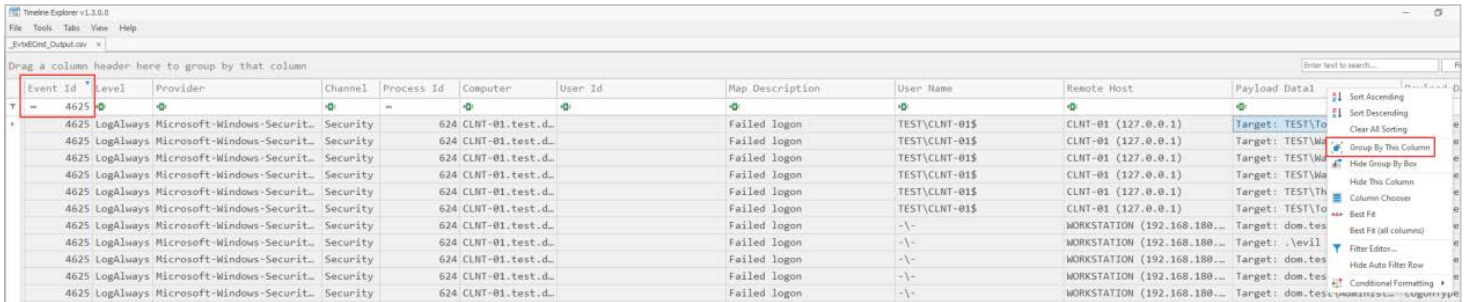 Timeline Explorer v1.3.0.0
File Tools Tabs View Help
_EvtxECmd_Output.csv ×
Drag a column header here to group by that column
Enter text to search...
Event Id Level Provider Channel Process Id Computer User Id Map Description User Name Remote Host Payload Data1
= 4625 =
4625 LogAlways Microsoft-Windows-Securit… Security 624 CLNT-01.test.d… Failed logon TEST\CLNT-01$ CLNT-01 (127.0.0.1) Target: TEST\To
4625 LogAlways Microsoft-Windows-Securit… Security 624 CLNT-01.test.d… Failed logon TEST\CLNT-01$ CLNT-01 (127.0.0.1) Target: TEST\Wa
4625 LogAlways Microsoft-Windows-Securit… Security 624 CLNT-01.test.d… Failed logon TEST\CLNT-01$ CLNT-01 (127.0.0.1) Target: TEST\Wa
4625 LogAlways Microsoft-Windows-Securit… Security 624 CLNT-01.test.d… Failed logon TEST\CLNT-01$ CLNT-01 (127.0.0.1) Target: TEST\Wa
4625 LogAlways Microsoft-Windows-Securit… Security 624 CLNT-01.test.d… Failed logon TEST\CLNT-01$ CLNT-01 (127.0.0.1) Target: TEST\Th
4625 LogAlways Microsoft-Windows-Securit… Security 624 CLNT-01.test.d… Failed logon TEST\CLNT-01$ CLNT-01 (127.0.0.1) Target: TEST\To
4625 LogAlways Microsoft-Windows-Securit… Security 624 CLNT-01.test.d… Failed logon -\- WORKSTATION (192.168.180.… Target: dom.tes
4625 LogAlways Microsoft-Windows-Securit… Security 624 CLNT-01.test.d… Failed logon -\- WORKSTATION (192.168.180.… Target: .\evil
4625 LogAlways Microsoft-Windows-Securit… Security 624 CLNT-01.test.d… Failed logon -\- WORKSTATION (192.168.180.… Target: dom.tes
4625 LogAlways Microsoft-Windows-Securit… Security 624 CLNT-01.test.d… Failed logon -\- WORKSTATION (192.168.180.… Target: dom.tes
4625 LogAlways Microsoft-Windows-Securit… Security 624 CLNT-01.test.d… Failed logon -\- WORKSTATION (192.168.180.… Target: dom.test\Administ…
Sort Ascending
Sort Descending
Clear All Sorting
Group By This Column
Hide Group By Box
Hide This Column
Column Chooser
Best Fit
Best Fit (all columns)
Filter Editor...
Hide Auto Filter Row
Conditional Formatting